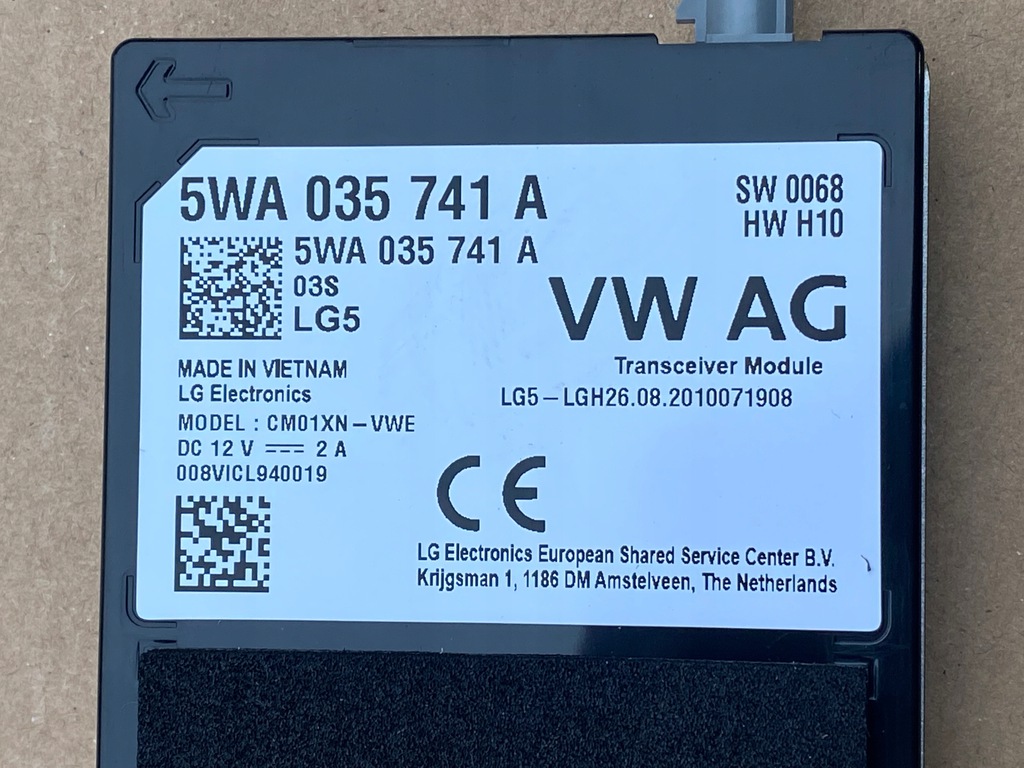 5WA 035 741 A
SW 0068
HW H10
5WA 035 741 A
03S
LG5
VW AG
Transceiver Module
MADE IN VIETNAM
LG Electronics
LG5-LGH26.08.2010071908
MODEL : CM01XN-VWE
DC 12 V ⎓ 2 A
008VICL940019
CE
LG Electronics European Shared Service Center B.V.
Krijgsman 1, 1186 DM Amstelveen, The Netherlands